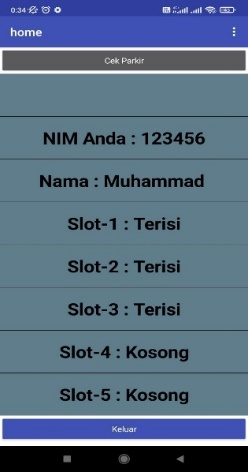 0:34
home
Cek Parkir
NIM Anda : 123456
Nama : Muhammad
Slot-1 : Terisi
Slot-2 : Terisi
Slot-3 : Terisi
Slot-4 : Kosong
Slot-5 : Kosong
Keluar